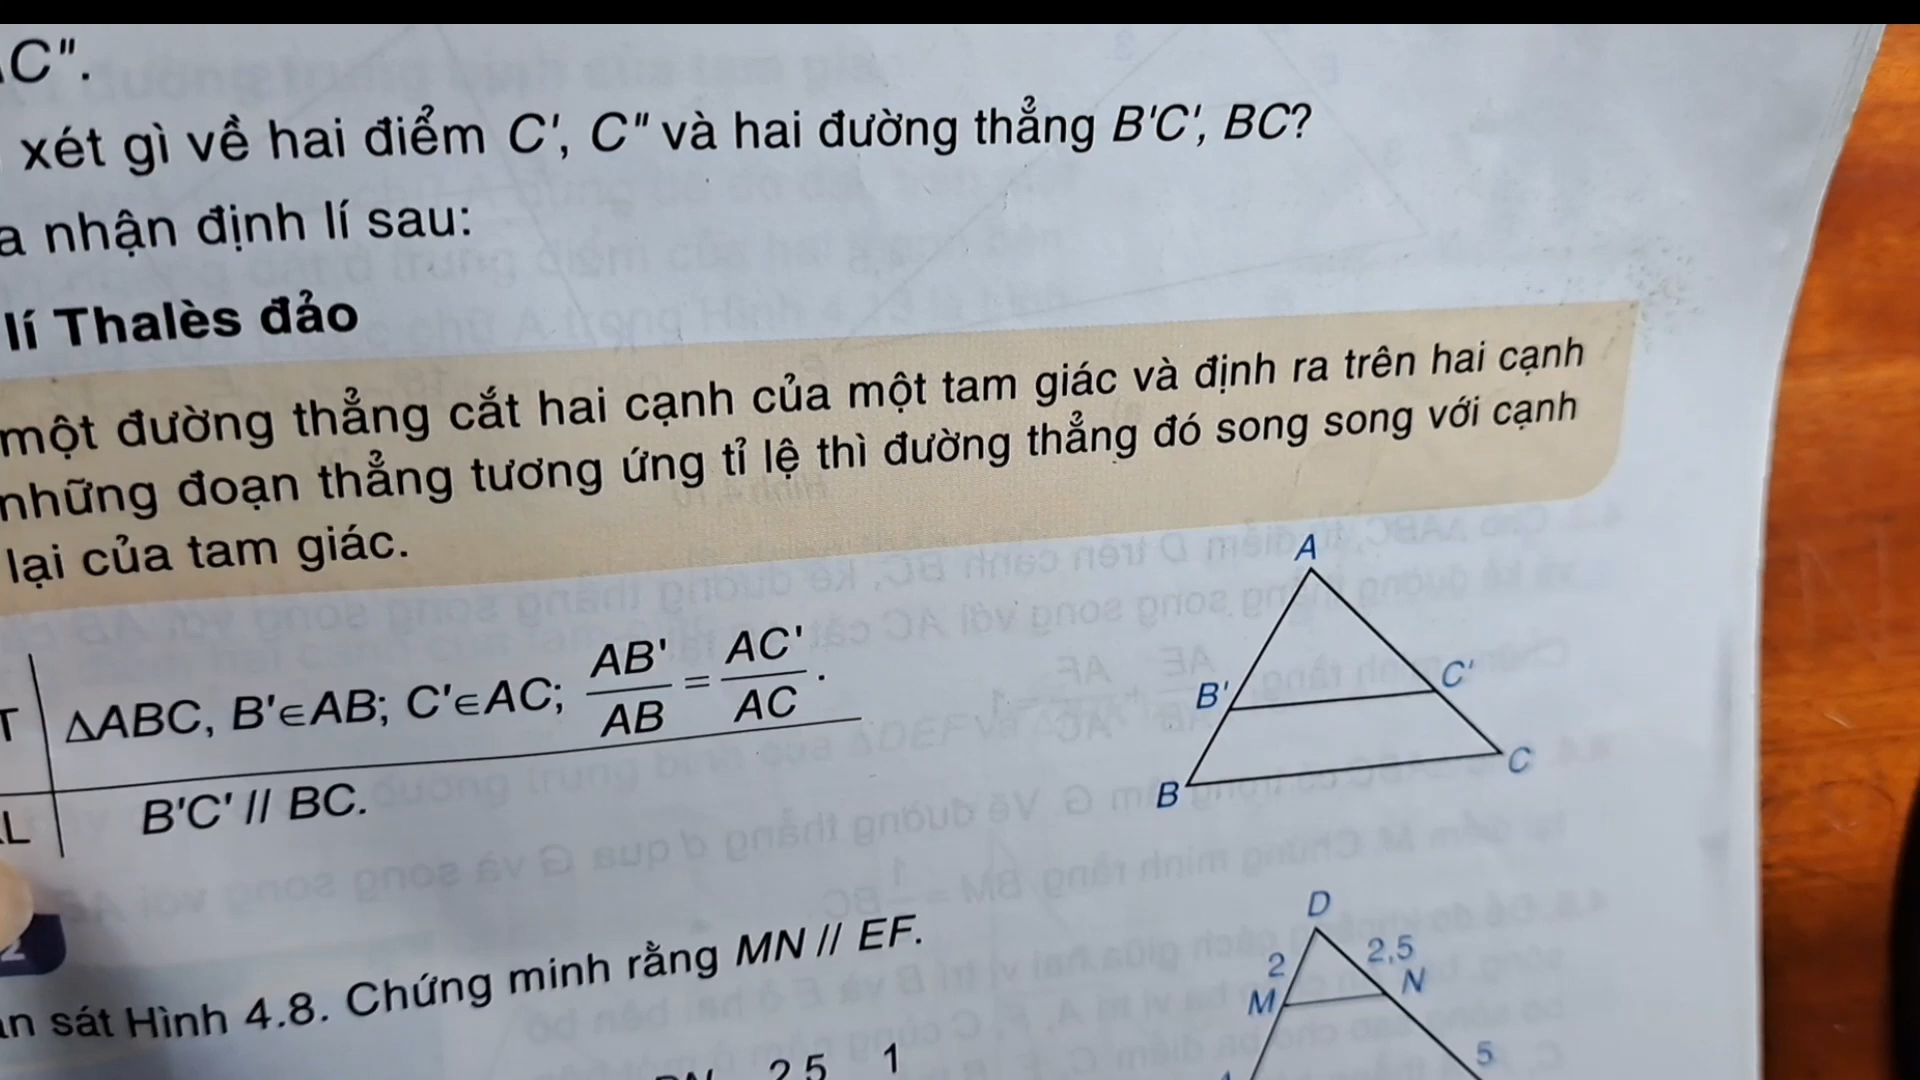 C".
xét gì về hai điểm C', C" và hai đường thẳng B'C', BC?
nhận định lí sau:
lí Thalès đảo
một đường thẳng cắt hai cạnh của một tam giác và định ra trên hai cạnh
những đoạn thẳng tương ứng tỉ lệ thì đường thẳng đó song song với cạnh
lại của tam giác.
A
ΔABC, B'∈AB; C'∈AC; AB'/AB = AC'/AC.
B' C'
B C
L B'C' // BC.
sát Hình 4.8. Chứng minh rằng MN // EF.
D
2 2,5
M N
5
2,5 1